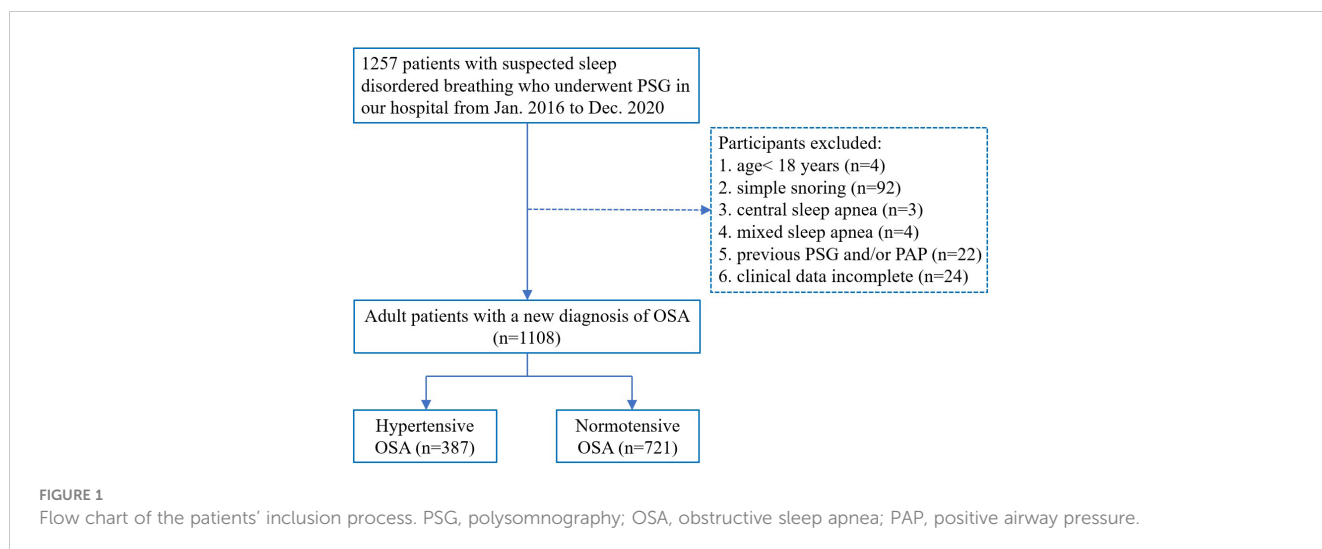 1257 patients with suspected sleep
disordered breathing who underwent PSG in
our hospital from Jan. 2016 to Dec. 2020
Participants excluded:
1. age< 18 years (n=4)
2. simple snoring (n=92)
3. central sleep apnea (n=3)
4. mixed sleep apnea (n=4)
5. previous PSG and/or PAP (n=22)
6. clinical data incomplete (n=24)
Adult patients with a new diagnosis of OSA
(n=1108)
Hypertensive
OSA (n=387)
Normotensive
OSA (n=721)
FIGURE 1
Flow chart of the patients’ inclusion process. PSG, polysomnography; OSA, obstructive sleep apnea; PAP, positive airway pressure.